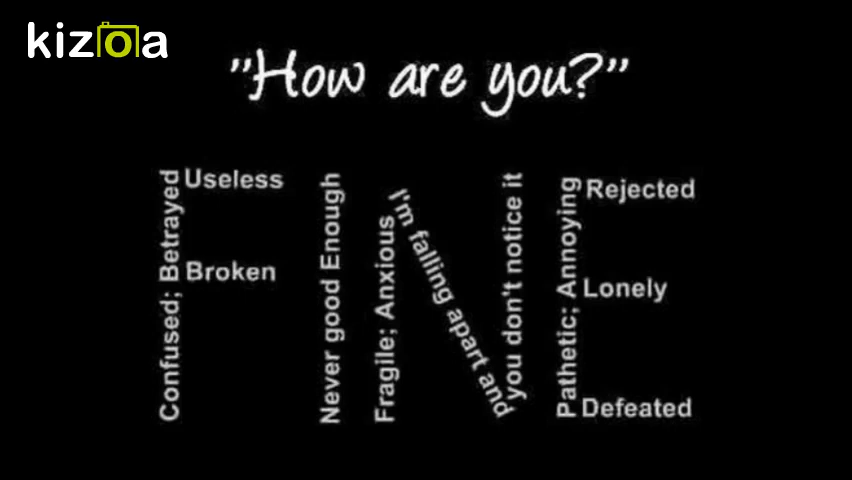 kizoa
"How are you?"
Confused; Betrayed
Useless
Broken
Never good Enough
Fragile; Anxious
I'm falling apart and
you don't notice it
Pathetic; Annoying
Rejected
Lonely
Defeated